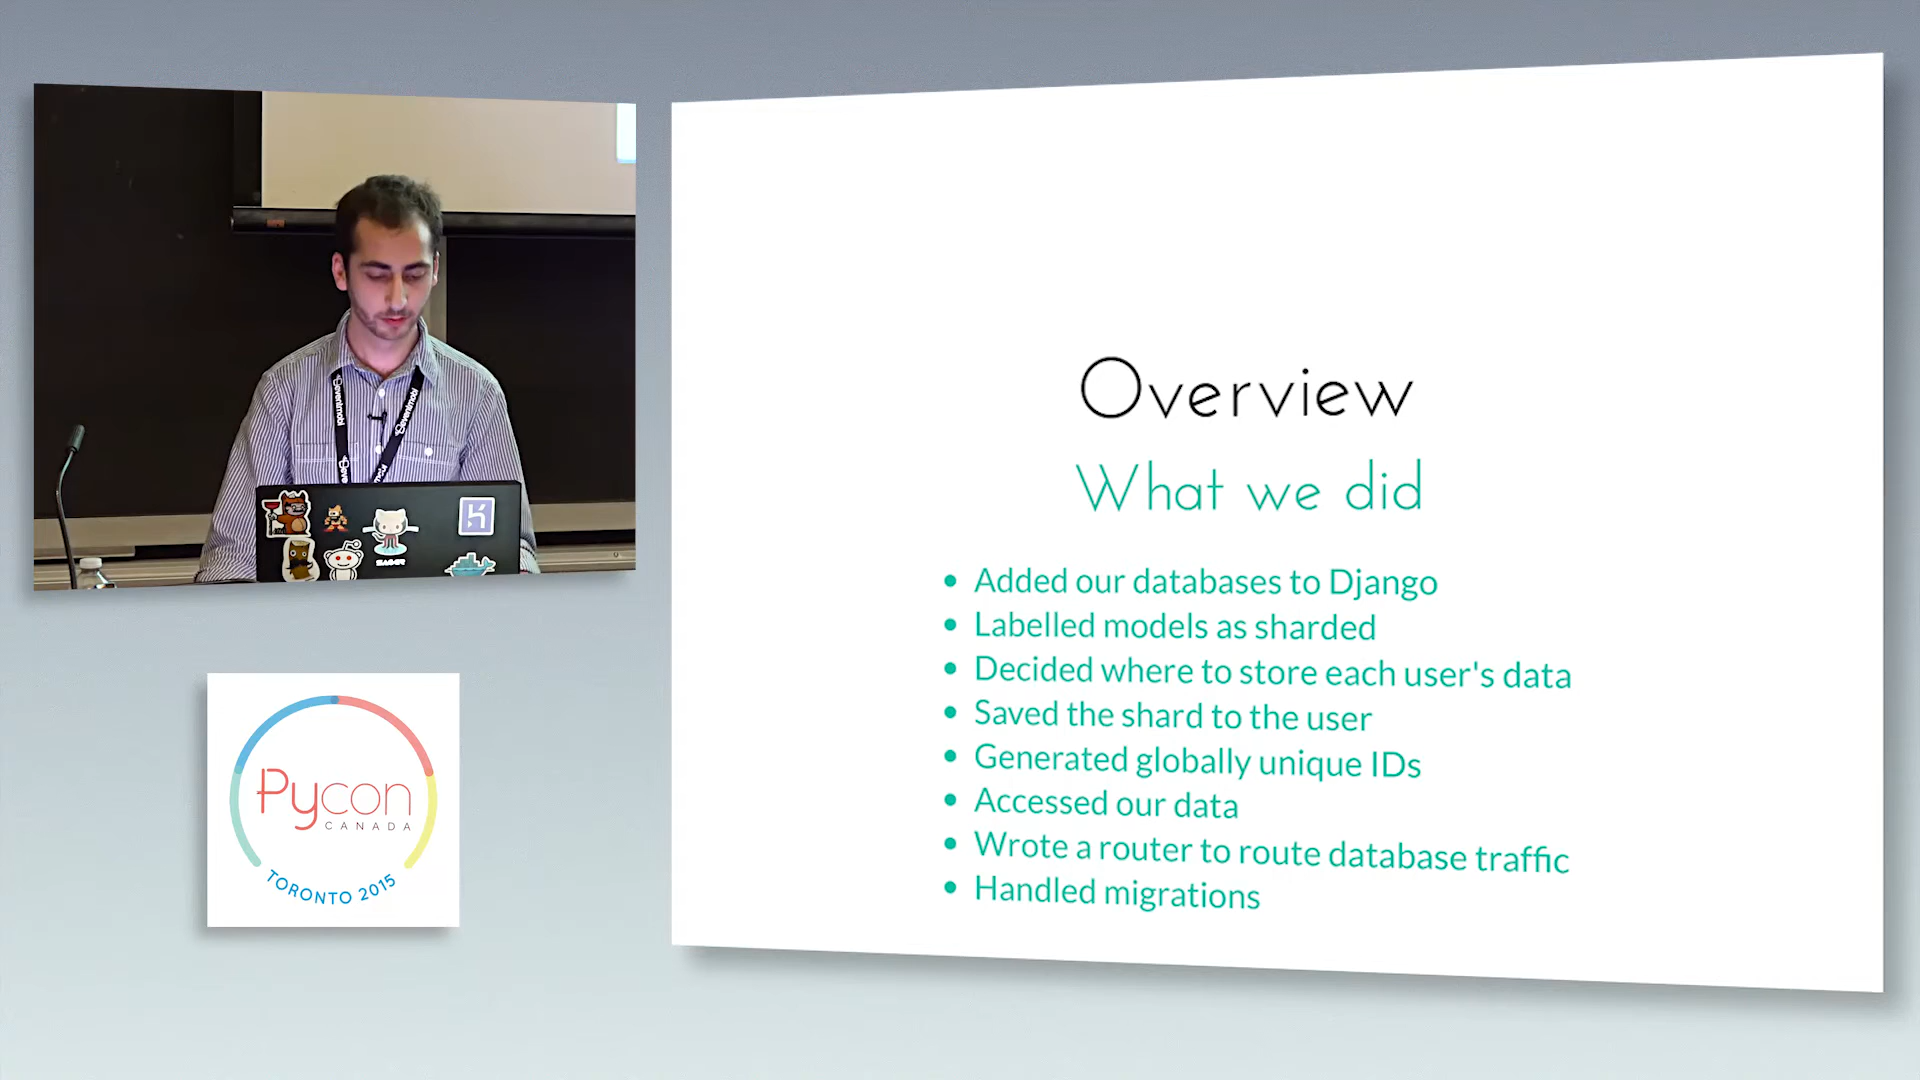 eventmobi
eventmobi
Overview
What we did
Added our databases to Django
Labelled models as sharded
Decided where to store each user's data
Saved the shard to the user
Generated globally unique IDs
Accessed our data
Wrote a router to route database traffic
Handled migrations
Pycon
CANADA
TORONTO 2015